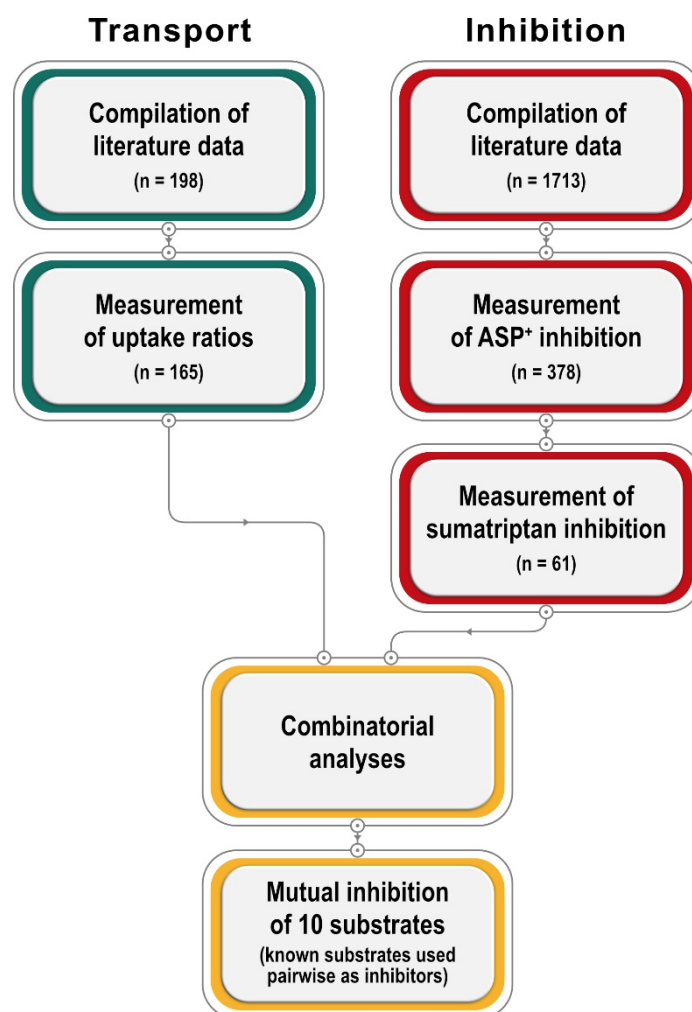 Transport
Compilation of
literature data
(n = 198)
Measurement
of uptake ratios
(n = 165)
Inhibition
Compilation of
literature data
(n = 1713)
Measurement
of ASP⁺ inhibition
(n = 378)
Measurement of
sumatriptan inhibition
(n = 61)
Combinatorial
analyses
Mutual inhibition
of 10 substrates
(known substrates used
pairwise as inhibitors)